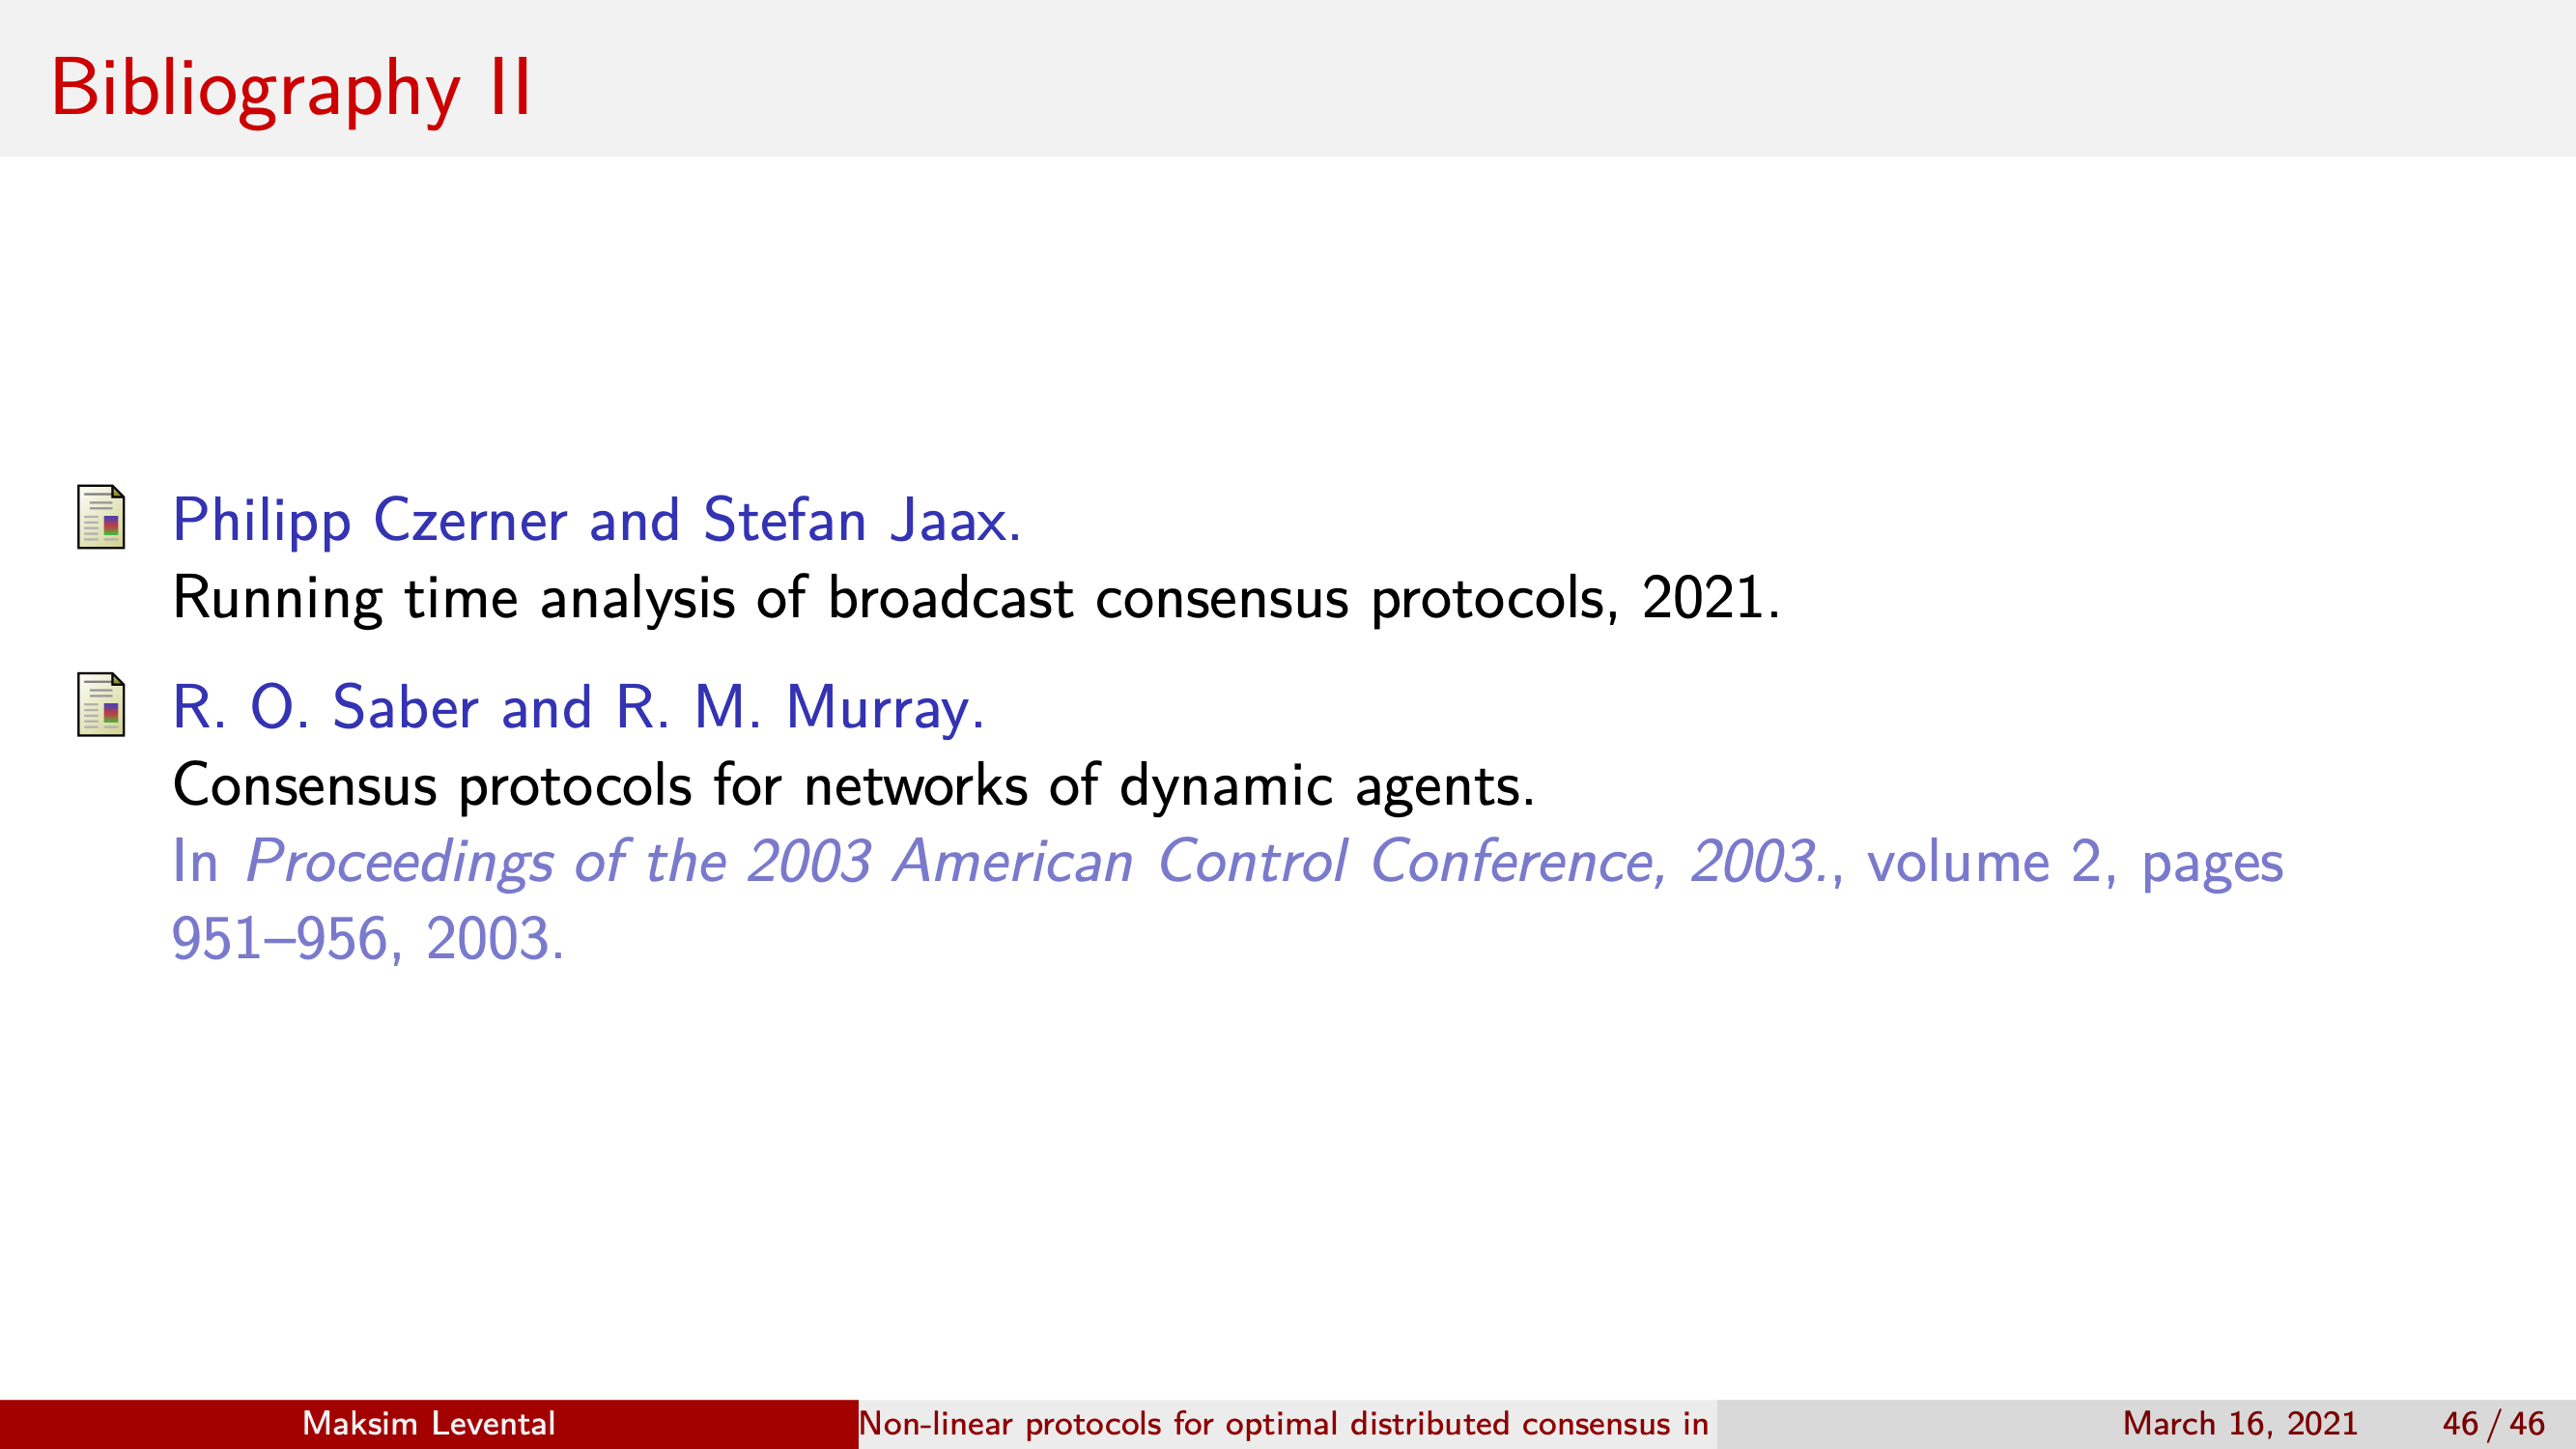 Bibliography II
Philipp Czerner and Stefan Jaax.
Running time analysis of broadcast consensus protocols, 2021.
R. O. Saber and R. M. Murray.
Consensus protocols for networks of dynamic agents.
In Proceedings of the 2003 American Control Conference, 2003., volume 2, pages
951–956, 2003.
Maksim Levental Non-linear protocols for optimal distributed consensus in March 16, 2021 46 / 46